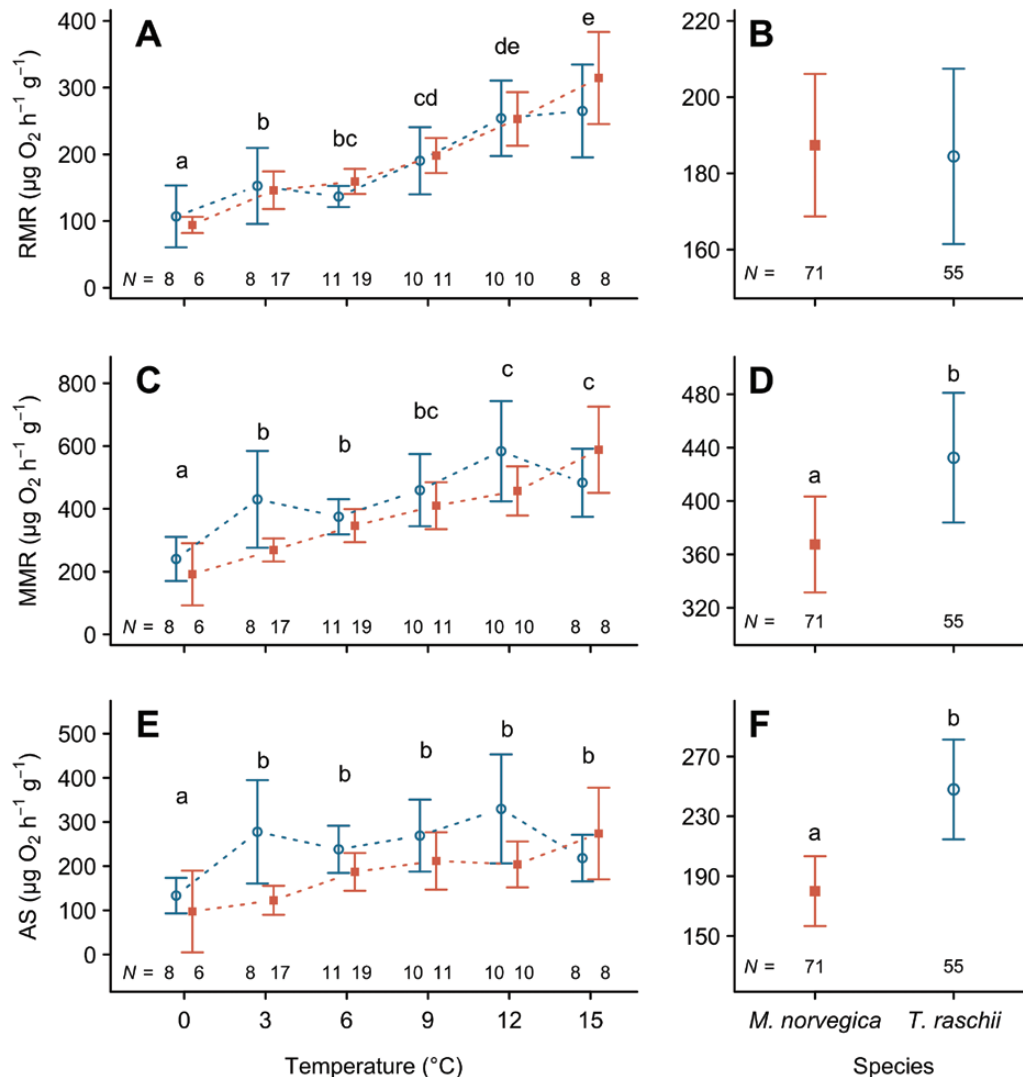 A
RMR (µg O₂ h⁻¹ g⁻¹)
400
300
200
100
0
a
b
bc
cd
de
e
N = 8 6 8 17 11 19 10 11 10 10 8 8
B
220
200
180
160
N = 71 55
C
MMR (µg O₂ h⁻¹ g⁻¹)
800
600
400
200
0
a
b
b
bc
c
c
N = 8 6 8 17 11 19 10 11 10 10 8 8
D
480
440
400
360
320
a
b
N = 71 55
E
AS (µg O₂ h⁻¹ g⁻¹)
500
400
300
200
100
0
a
b
b
b
b
b
N = 8 6 8 17 11 19 10 11 10 10 8 8
0 3 6 9 12 15
Temperature (°C)
F
270
230
190
150
a
b
N = 71 55
M. norvegica T. raschii
Species